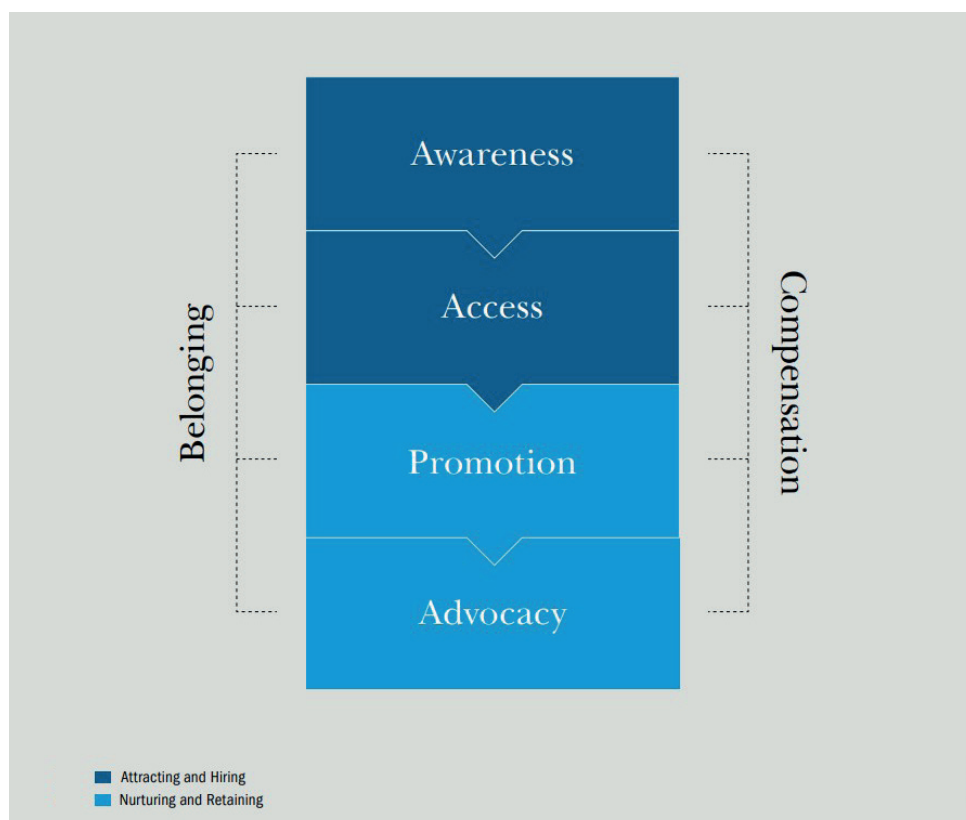 Awareness
Access
Promotion
Advocacy
Belonging
Compensation
Attracting and Hiring
Nurturing and Retaining